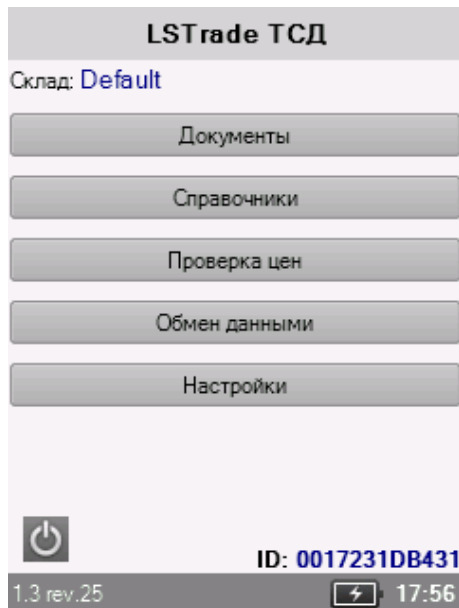 LSTrade ТСД
Склад: Default
Документы
Справочники
Проверка цен
Обмен данными
Настройки
ID: 0017231DB431
1.3 rev.25 17:56